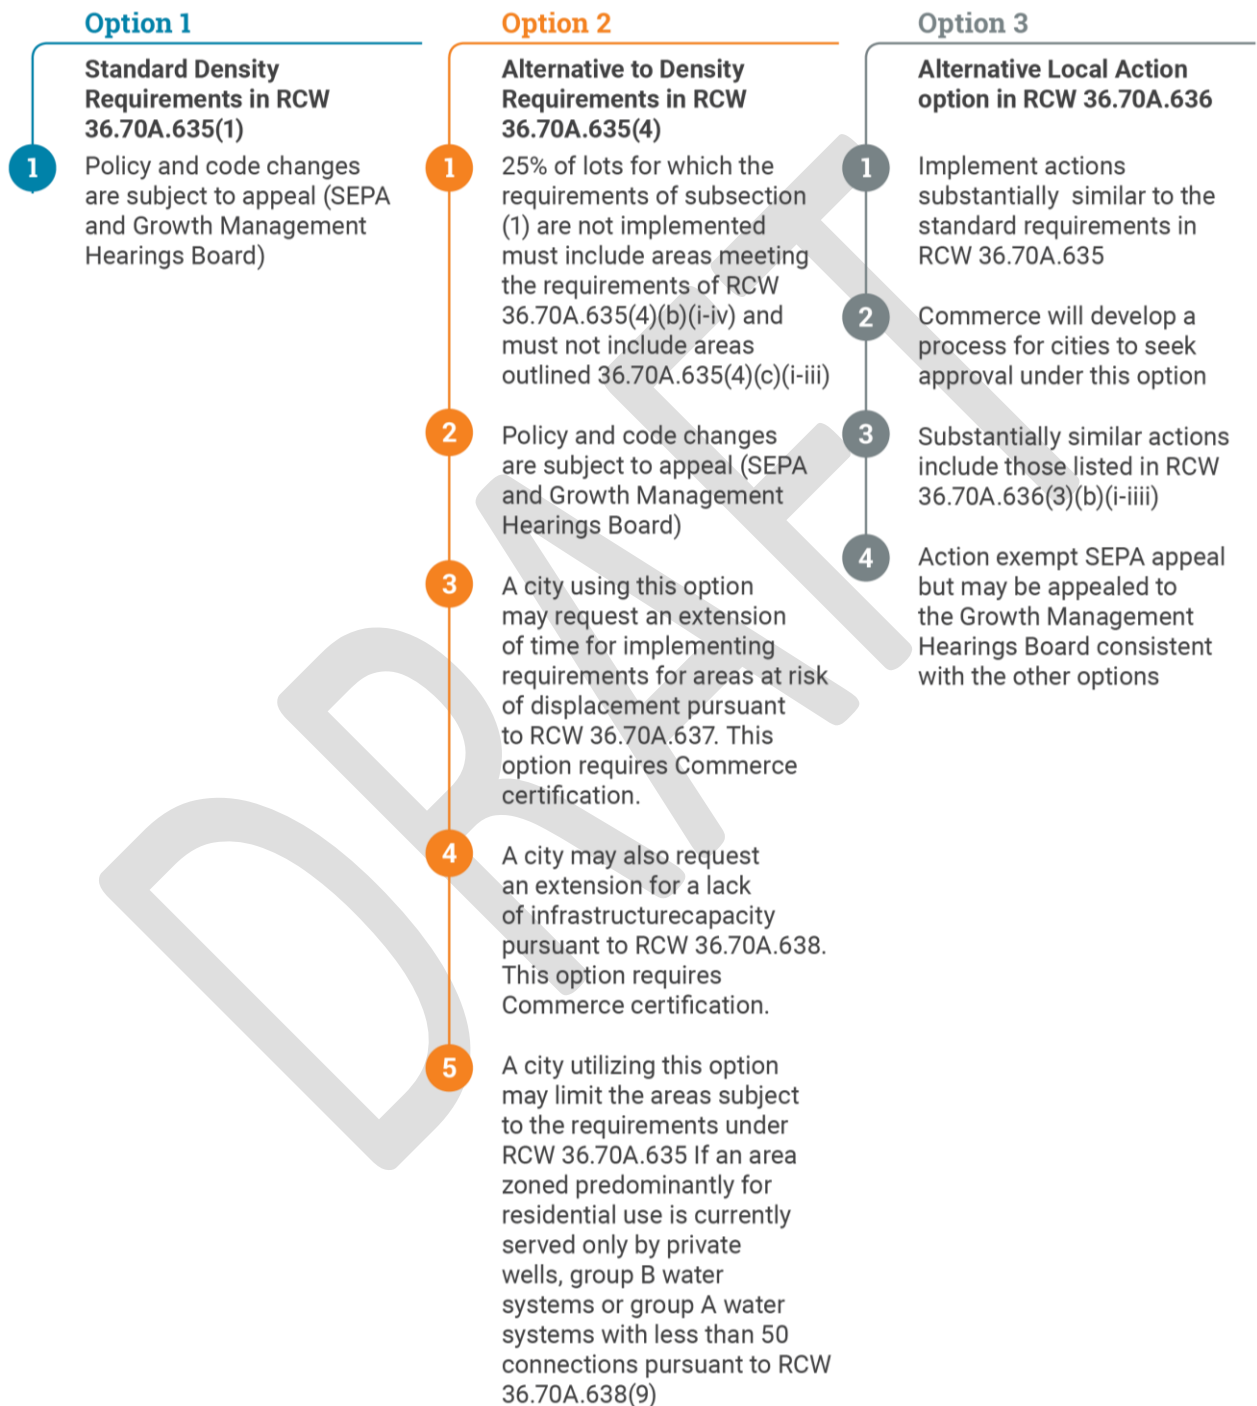 Option 1
Standard Density
Requirements in RCW
36.70A.635(1)
1
Policy and code changes
are subject to appeal (SEPA
and Growth Management
Hearings Board)
Option 2
Alternative to Density
Requirements in RCW
36.70A.635(4)
1
25% of lots for which the
requirements of subsection
(1) are not implemented
must include areas meeting
the requirements of RCW
36.70A.635(4)(b)(i-iv) and
must not include areas
outlined 36.70A.635(4)(c)(i-iii)
2
Policy and code changes
are subject to appeal (SEPA
and Growth Management
Hearings Board)
3
A city using this option
may request an extension
of time for implementing
requirements for areas at risk
of displacement pursuant
to RCW 36.70A.637. This
option requires Commerce
certification.
4
A city may also request
an extension for a lack
of infrastructurecapacity
pursuant to RCW 36.70A.638.
This option requires
Commerce certification.
5
A city utilizing this option
may limit the areas subject
to the requirements under
RCW 36.70A.635 If an area
zoned predominantly for
residential use is currently
served only by private
wells, group B water
systems or group A water
systems with less than 50
connections pursuant to RCW
36.70A.638(9)
Option 3
Alternative Local Action
option in RCW 36.70A.636
1
Implement actions
substantially similar to the
standard requirements in
RCW 36.70A.635
2
Commerce will develop a
process for cities to seek
approval under this option
3
Substantially similar actions
include those listed in RCW
36.70A.636(3)(b)(i-iiii)
4
Action exempt SEPA appeal
but may be appealed to
the Growth Management
Hearings Board consistent
with the other options
DRAFT